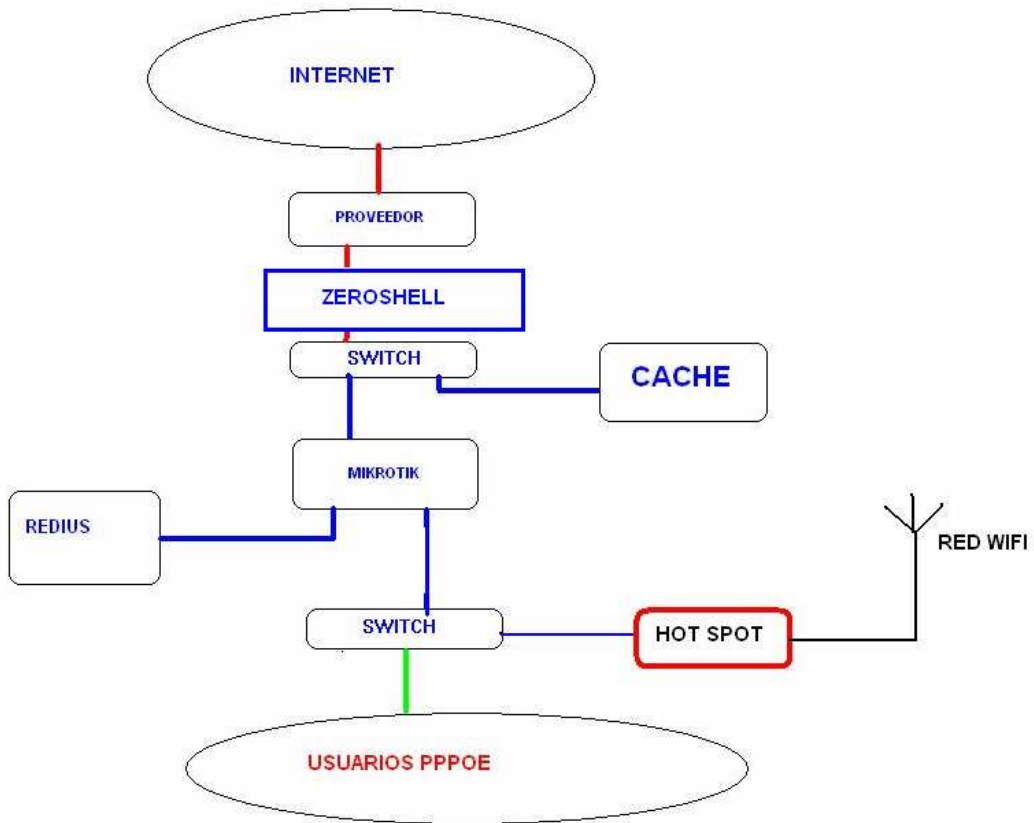 INTERNET
PROVEEDOR
ZEROSHELL
SWITCH
CACHE
MIKROTIK
REDIUS
RED WIFI
SWITCH
HOT SPOT
USUARIOS PPPOE